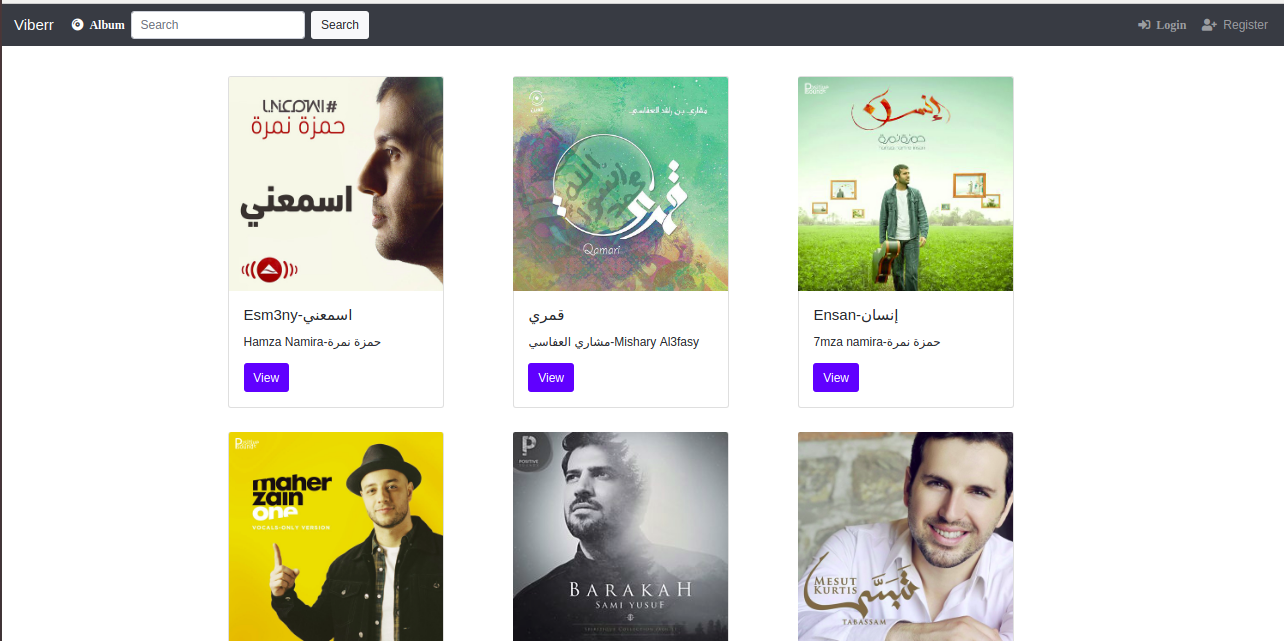 Viberr
Album
Search
Search
Login
Register
#اسمعني
حمزة نمرة
اسمعني
Esm3ny-اسمعني
Hamza Namira-حمزة نمرة
View
مشاري بن راشد العفاسي
قمري
Qamari
قمري
مشاري العفاسي-Mishary Al3fasy
View
إنسان
حمزة نمرة
Ensan-إنسان
7mza namira-حمزة نمرة
View
maher
zain
one
VOCALS-ONLY VERSION
POSITIVE
BARAKAH
SAMI YUSUF
MESUT
KURTIS
تبسم
TABASSAM